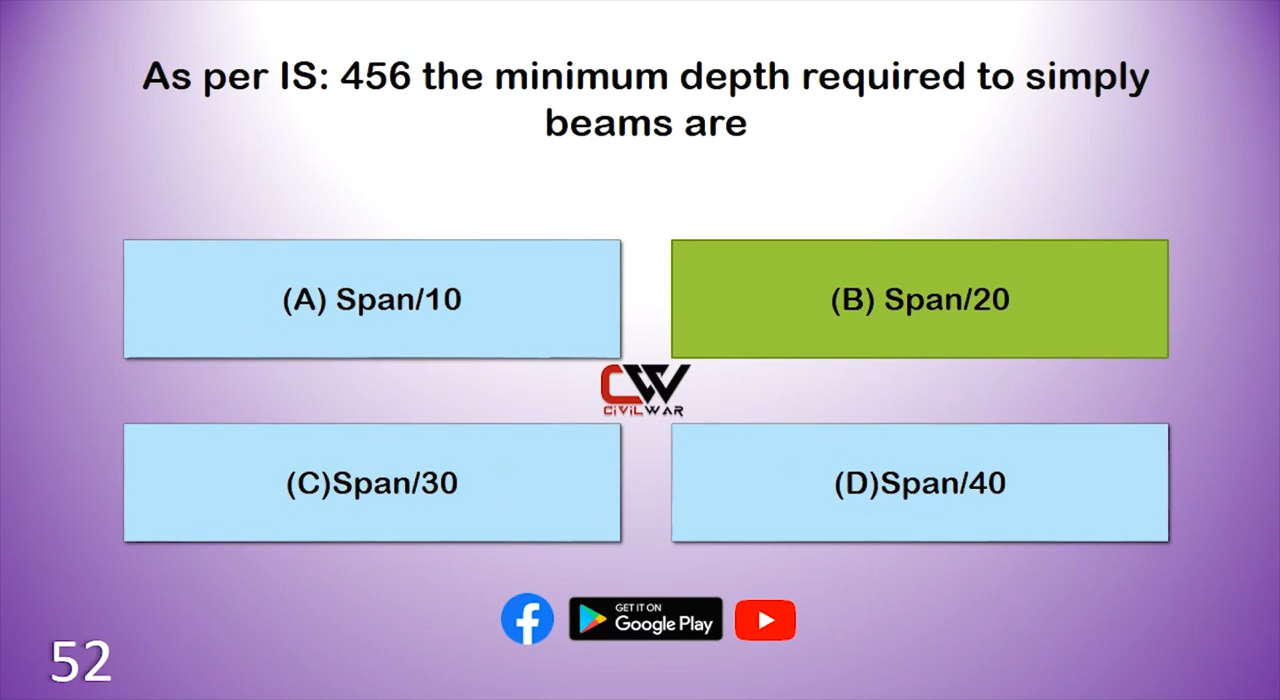 As per IS: 456 the minimum depth required to simply
beams are
(A) Span/10
(B) Span/20
CW
CIVIL WAR
(C)Span/30
(D)Span/40
GET IT ON
Google Play
52